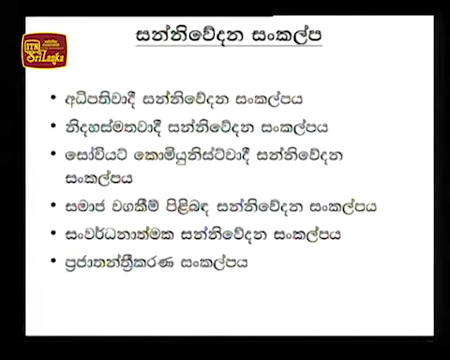 සන්නිවේදන සංකල්ප
ITN
SriLanka
• අධිපතිවාදී සන්නිවේදන සංකල්පය
• නිදහස්මතවාදී සන්නිවේදන සංකල්පය
• සෝවියට් කොමියුනිස්ට්වාදී සන්නිවේදන
සංකල්පය
• සමාජ වගකීම් පිළිබඳ සන්නිවේදන සංකල්පය
• සංවර්ධනාත්මක සන්නිවේදන සංකල්පය
• ප්‍රජාතන්ත්‍රීකරණ සංකල්පය